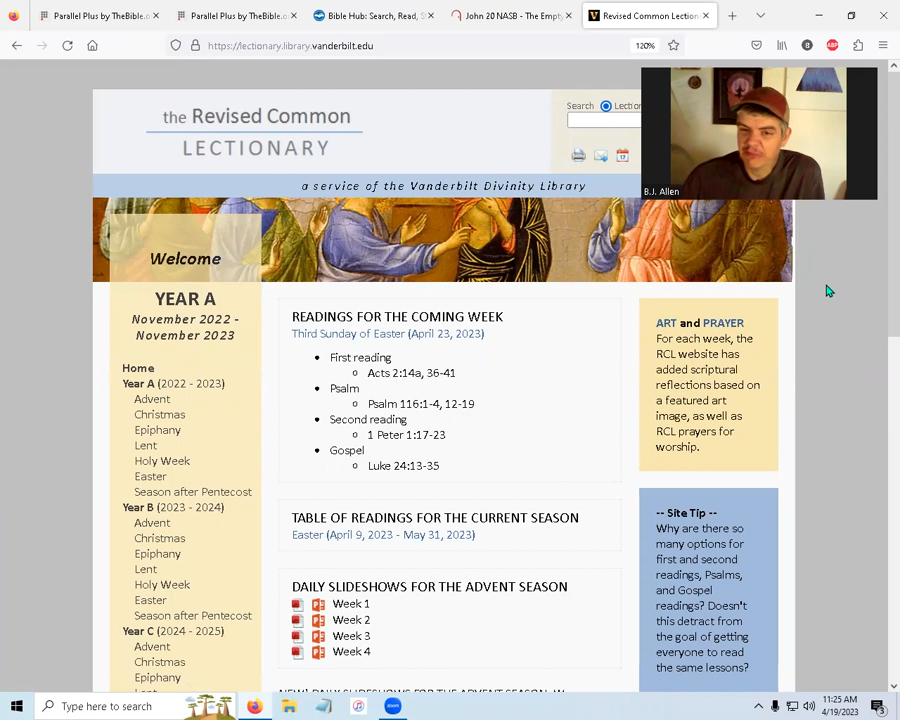 Parallel Plus by TheBible.or
Parallel Plus by TheBible.or
Bible Hub: Search, Read, S
John 20 NASB - The Empty
Revised Common Lection
https://lectionary.library.vanderbilt.edu
120%
the Revised Common
LECTIONARY
Search
Lection
B.J. Allen
a service of the Vanderbilt Divinity Library
Welcome
YEAR A
November 2022 -
November 2023
Home
Year A (2022 - 2023)
Advent
Christmas
Epiphany
Lent
Holy Week
Easter
Season after Pentecost
Year B (2023 - 2024)
Advent
Christmas
Epiphany
Lent
Holy Week
Easter
Season after Pentecost
Year C (2024 - 2025)
Advent
Christmas
Epiphany
Lent
READINGS FOR THE COMING WEEK
Third Sunday of Easter (April 23, 2023)
First reading
Acts 2:14a, 36-41
Psalm
Psalm 116:1-4, 12-19
Second reading
1 Peter 1:17-23
Gospel
Luke 24:13-35
TABLE OF READINGS FOR THE CURRENT SEASON
Easter (April 9, 2023 - May 31, 2023)
DAILY SLIDESHOWS FOR THE ADVENT SEASON
Week 1
Week 2
Week 3
Week 4
NEW! DAILY SLIDESHOWS FOR THE ADVENT SEASON
ART and PRAYER
For each week, the
RCL website has
added scriptural
reflections based on
a featured art
image, as well as
RCL prayers for
worship.
-- Site Tip --
Why are there so
many options for
first and second
readings, Psalms,
and Gospel
readings? Doesn't
this detract from
the goal of getting
everyone to read
the same lessons?
Type here to search
zoom
11:25 AM
4/19/2023
3